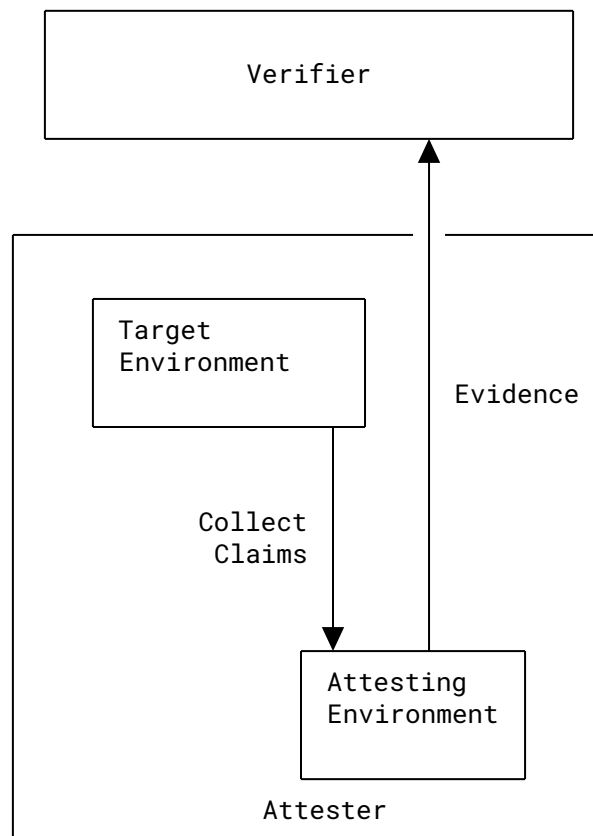 Verifier
Target
Environment
Evidence
Collect
Claims
Attesting
Environment
Attester